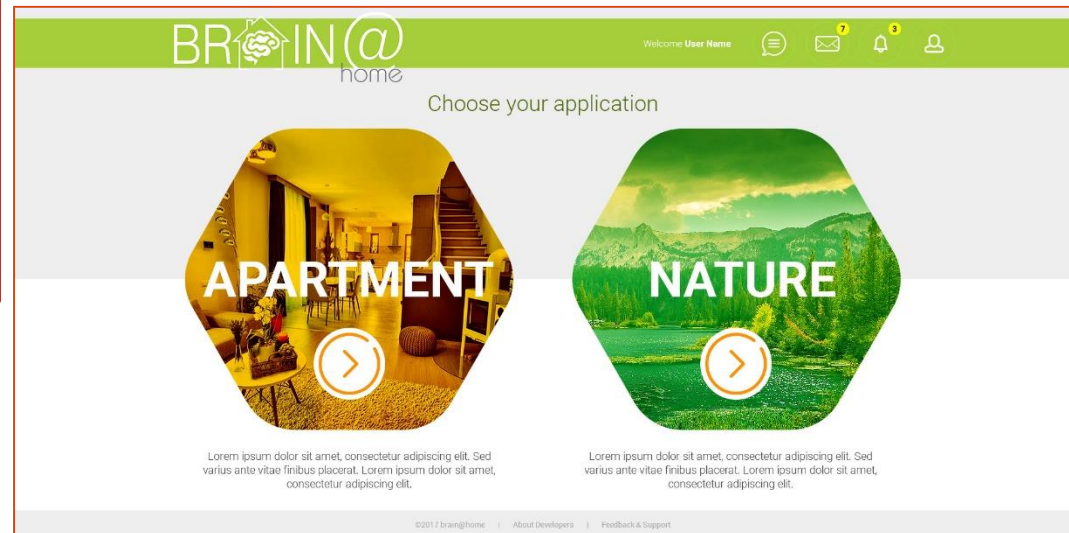 BRAIN@
home
Welcome User Name
7
3
Choose your application
APARTMENT
NATURE
Lorem ipsum dolor sit amet, consectetur adipiscing elit. Sed
varius ante vitae finibus placerat. Lorem ipsum dolor sit amet,
consectetur adipiscing elit.
Lorem ipsum dolor sit amet, consectetur adipiscing elit. Sed
varius ante vitae finibus placerat. Lorem ipsum dolor sit amet,
consectetur adipiscing elit.
©2017 brain@home | About Developers | Feedback & Support